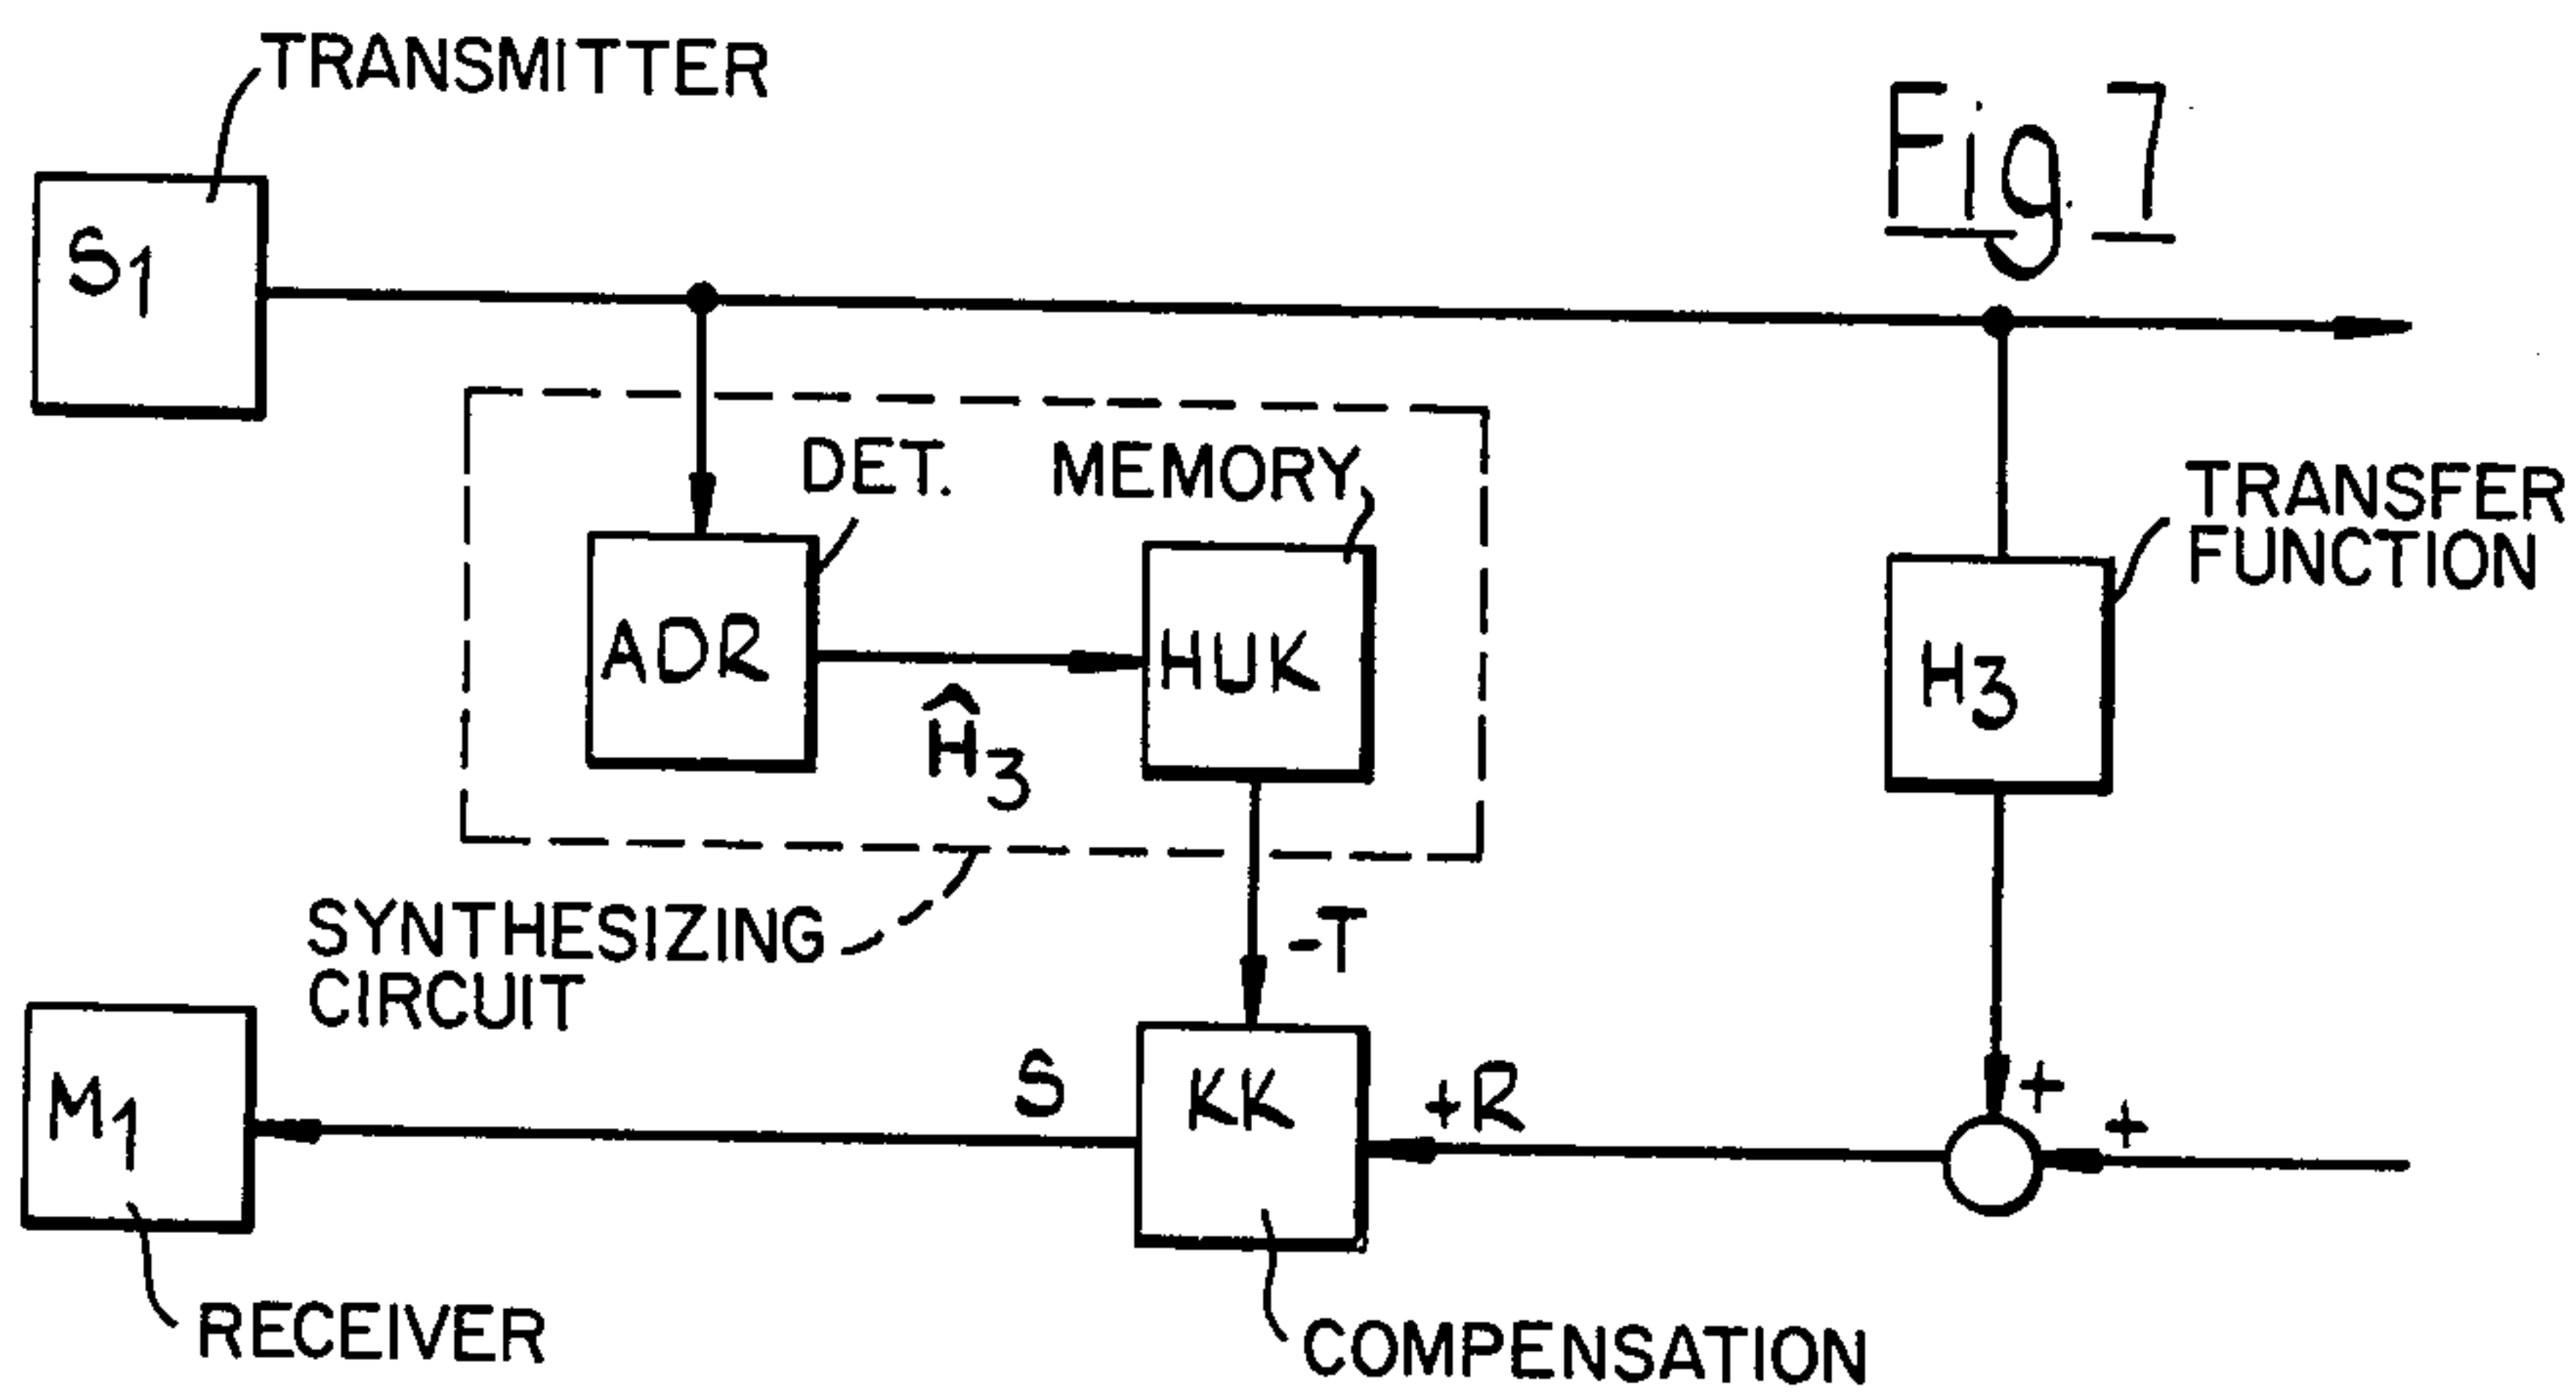 TRANSMITTER
Fig. 7
S1
DET.
MEMORY
TRANSFER
FUNCTION
ADR
HUK
Ĥ3
H3
SYNTHESIZING
CIRCUIT
-T
M1
S
KK
+R
+
+
RECEIVER
COMPENSATION